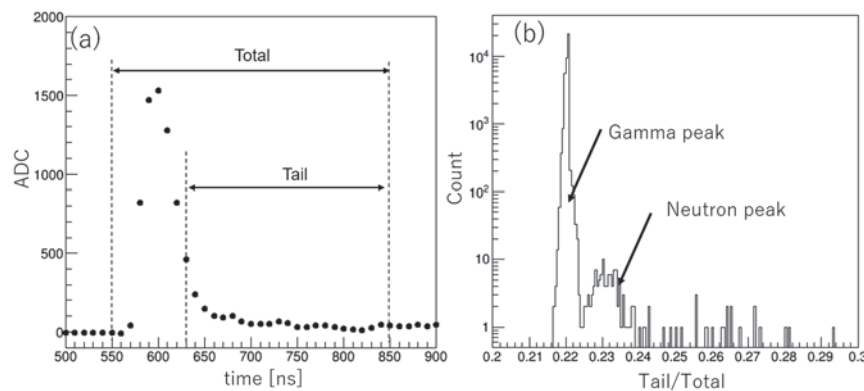 (a)
Total
Tail
ADC
2000
1500
1000
500
0
500 550 600 650 700 750 800 850 900
time [ns]
(b)
Gamma peak
Neutron peak
Count
10⁴
10³
10²
10
1
0.2 0.21 0.22 0.23 0.24 0.25 0.26 0.27 0.28 0.29 0.3
Tail/Total